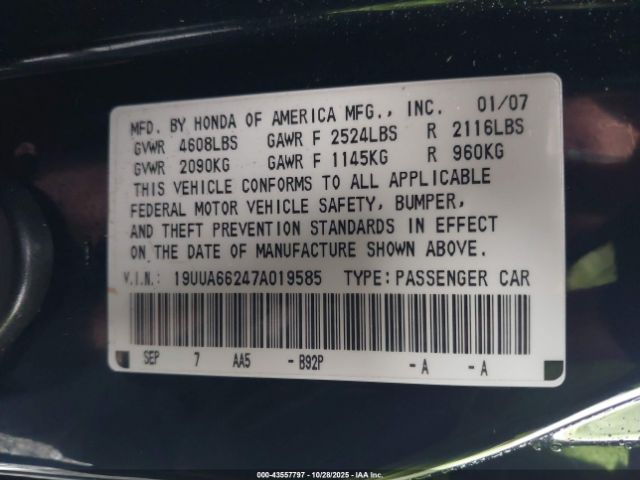 MFD. BY HONDA OF AMERICA MFG., INC. 01/07
GVWR 4608LBS GAWR F 2524LBS R 2116LBS
GVWR 2090KG GAWR F 1145KG R 960KG
THIS VEHICLE CONFORMS TO ALL APPLICABLE
FEDERAL MOTOR VEHICLE SAFETY, BUMPER,
AND THEFT PREVENTION STANDARDS IN EFFECT
ON THE DATE OF MANUFACTURE SHOWN ABOVE.
V.I.N.: 19UUA66247A019585 TYPE: PASSENGER CAR
SEP 7 AA5 -B92P -A -A
000-43557797 - 10/28/2025 - IAA Inc.